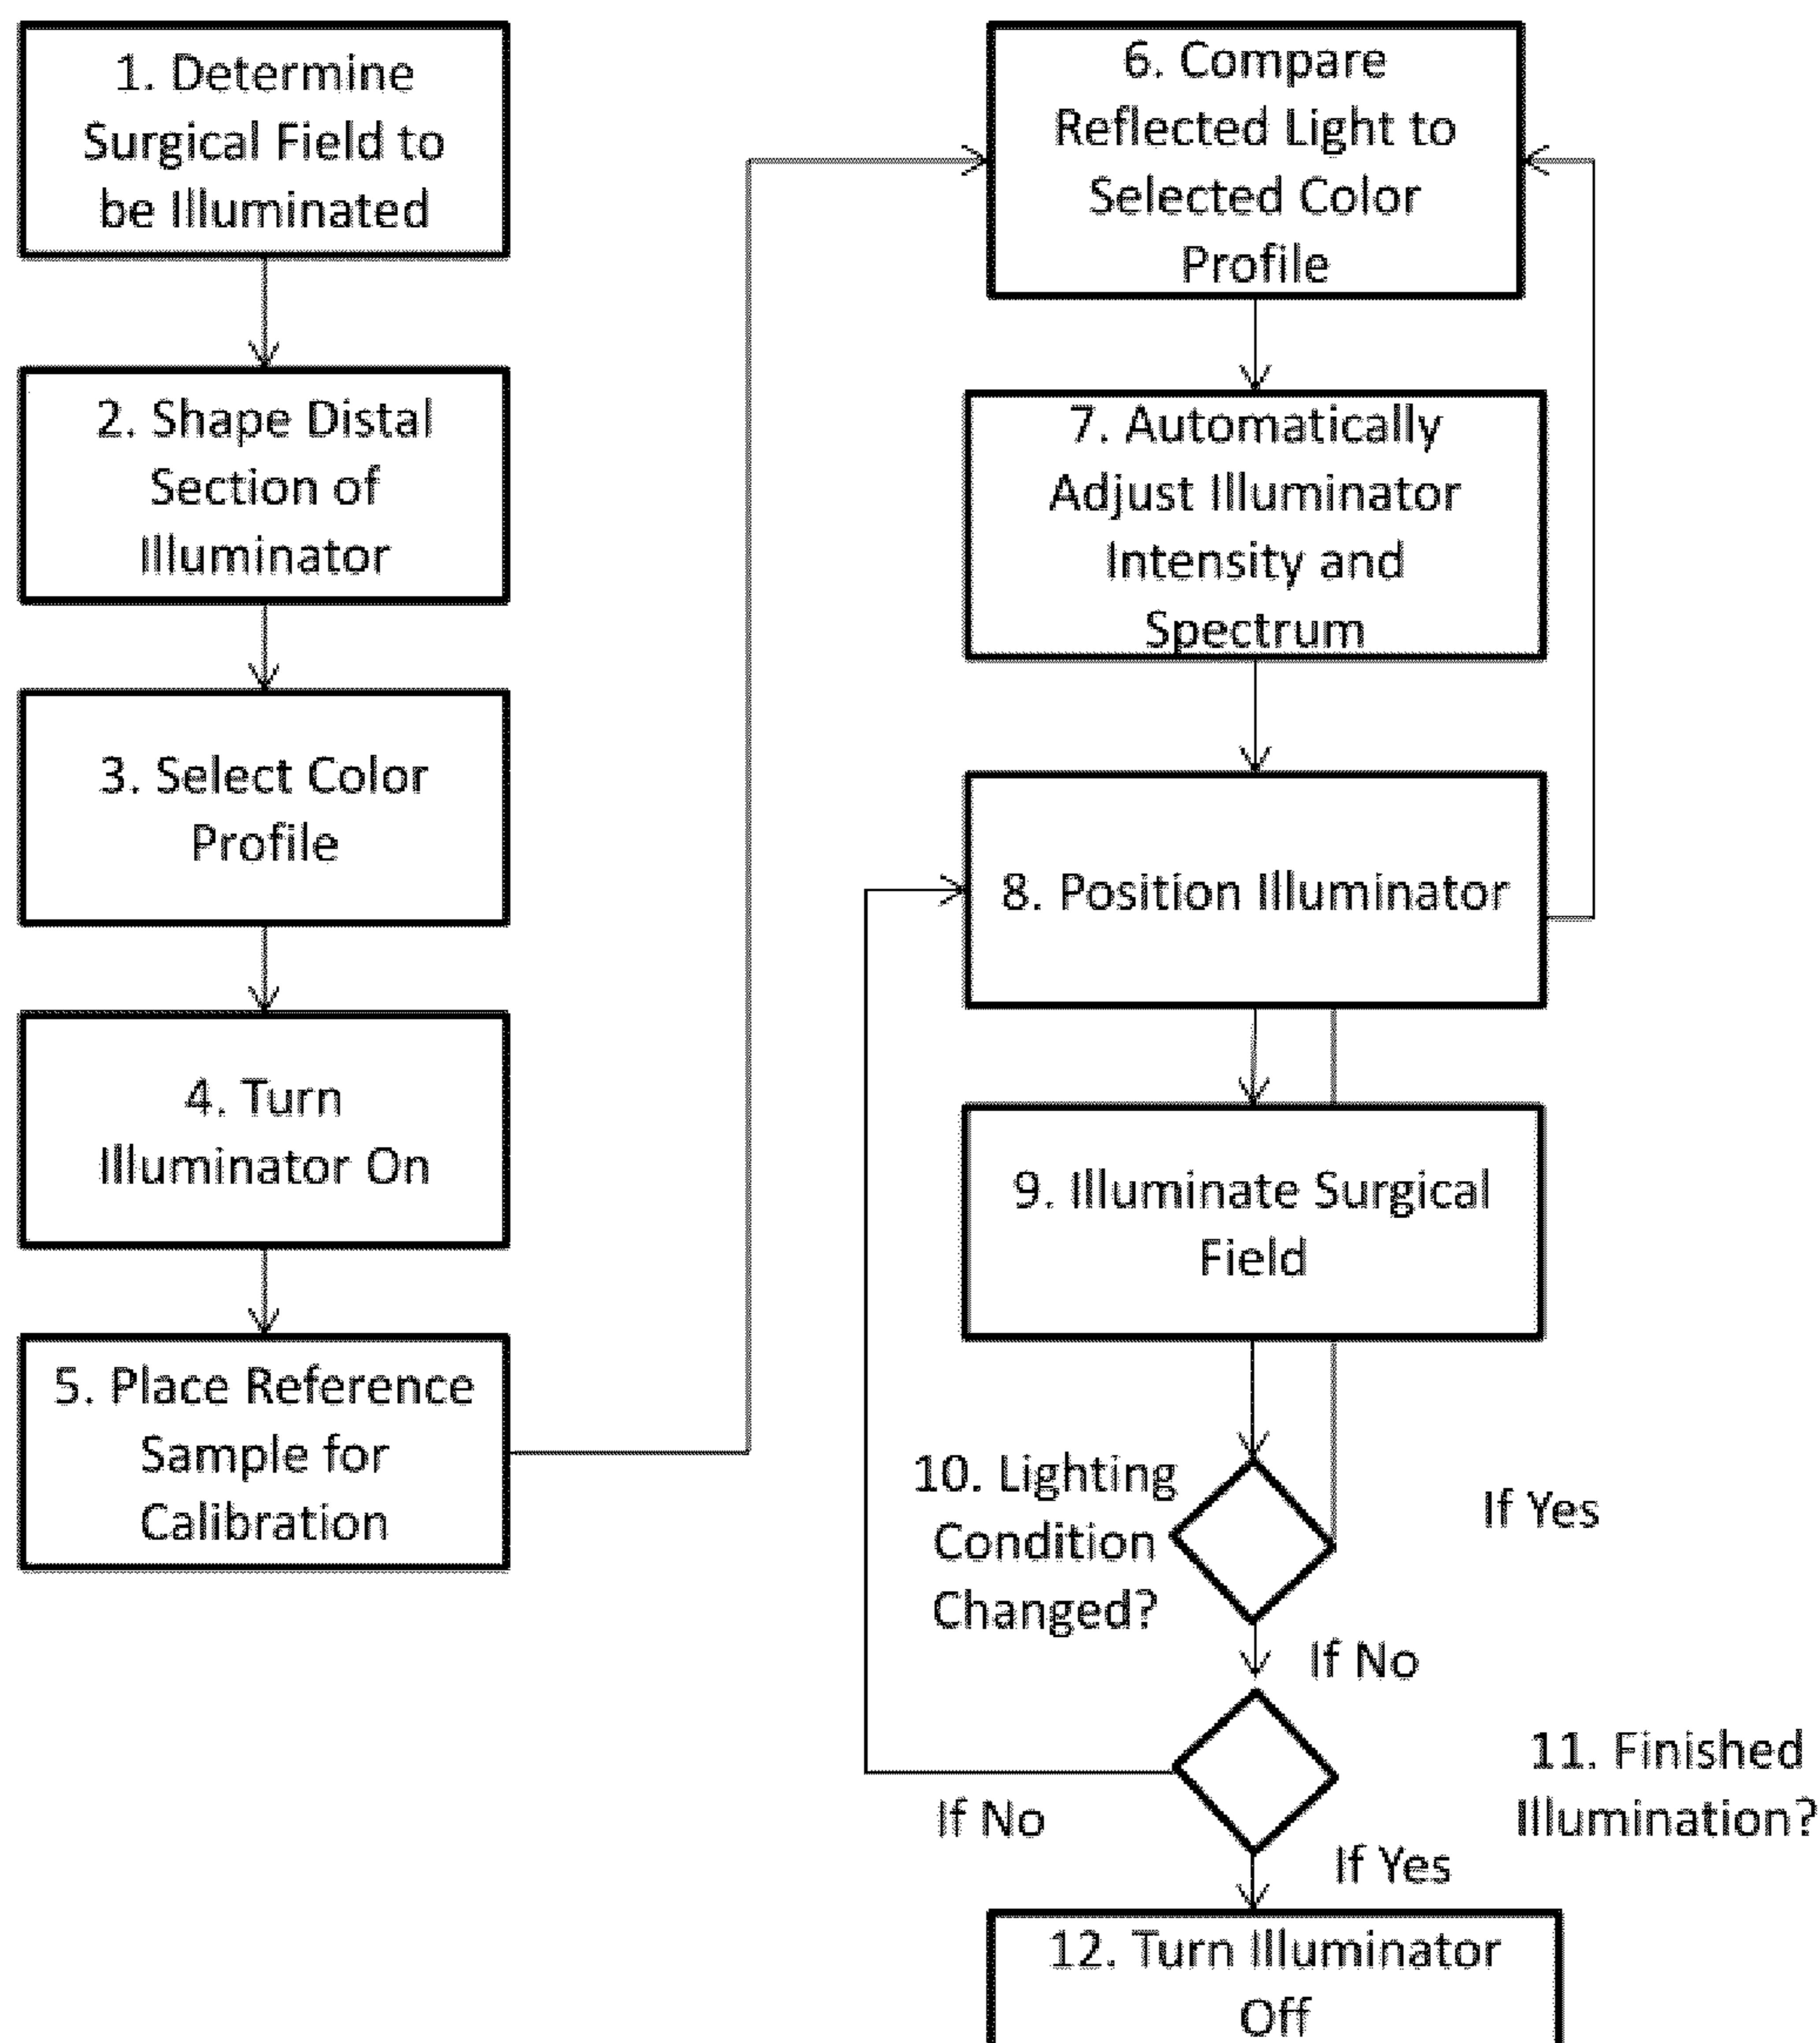 1. Determine
Surgical Field to
be Illuminated
2. Shape Distal
Section of
Illuminator
3. Select Color
Profile
4. Turn
Illuminator On
5. Place Reference
Sample for
Calibration
6. Compare
Reflected Light to
Selected Color
Profile
7. Automatically
Adjust Illuminator
Intensity and
Spectrum
8. Position Illuminator
9. Illuminate Surgical
Field
10. Lighting
Condition
Changed?
If Yes
If No
11. Finished
Illumination?
If No
If Yes
12. Turn Illuminator
Off